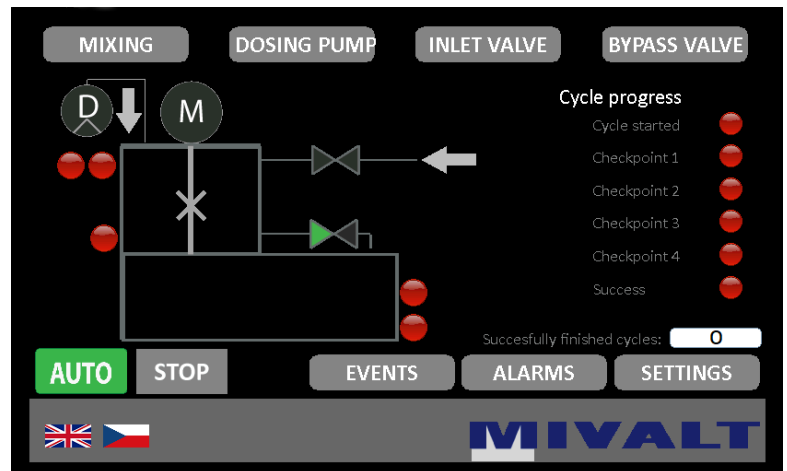 MIXING
DOSING PUMP
INLET VALVE
BYPASS VALVE
D
M
Cycle progress
Cycle started
Checkpoint 1
Checkpoint 2
Checkpoint 3
Checkpoint 4
Success
Succesfully finished cycles: 0
AUTO
STOP
EVENTS
ALARMS
SETTINGS
MIVALT